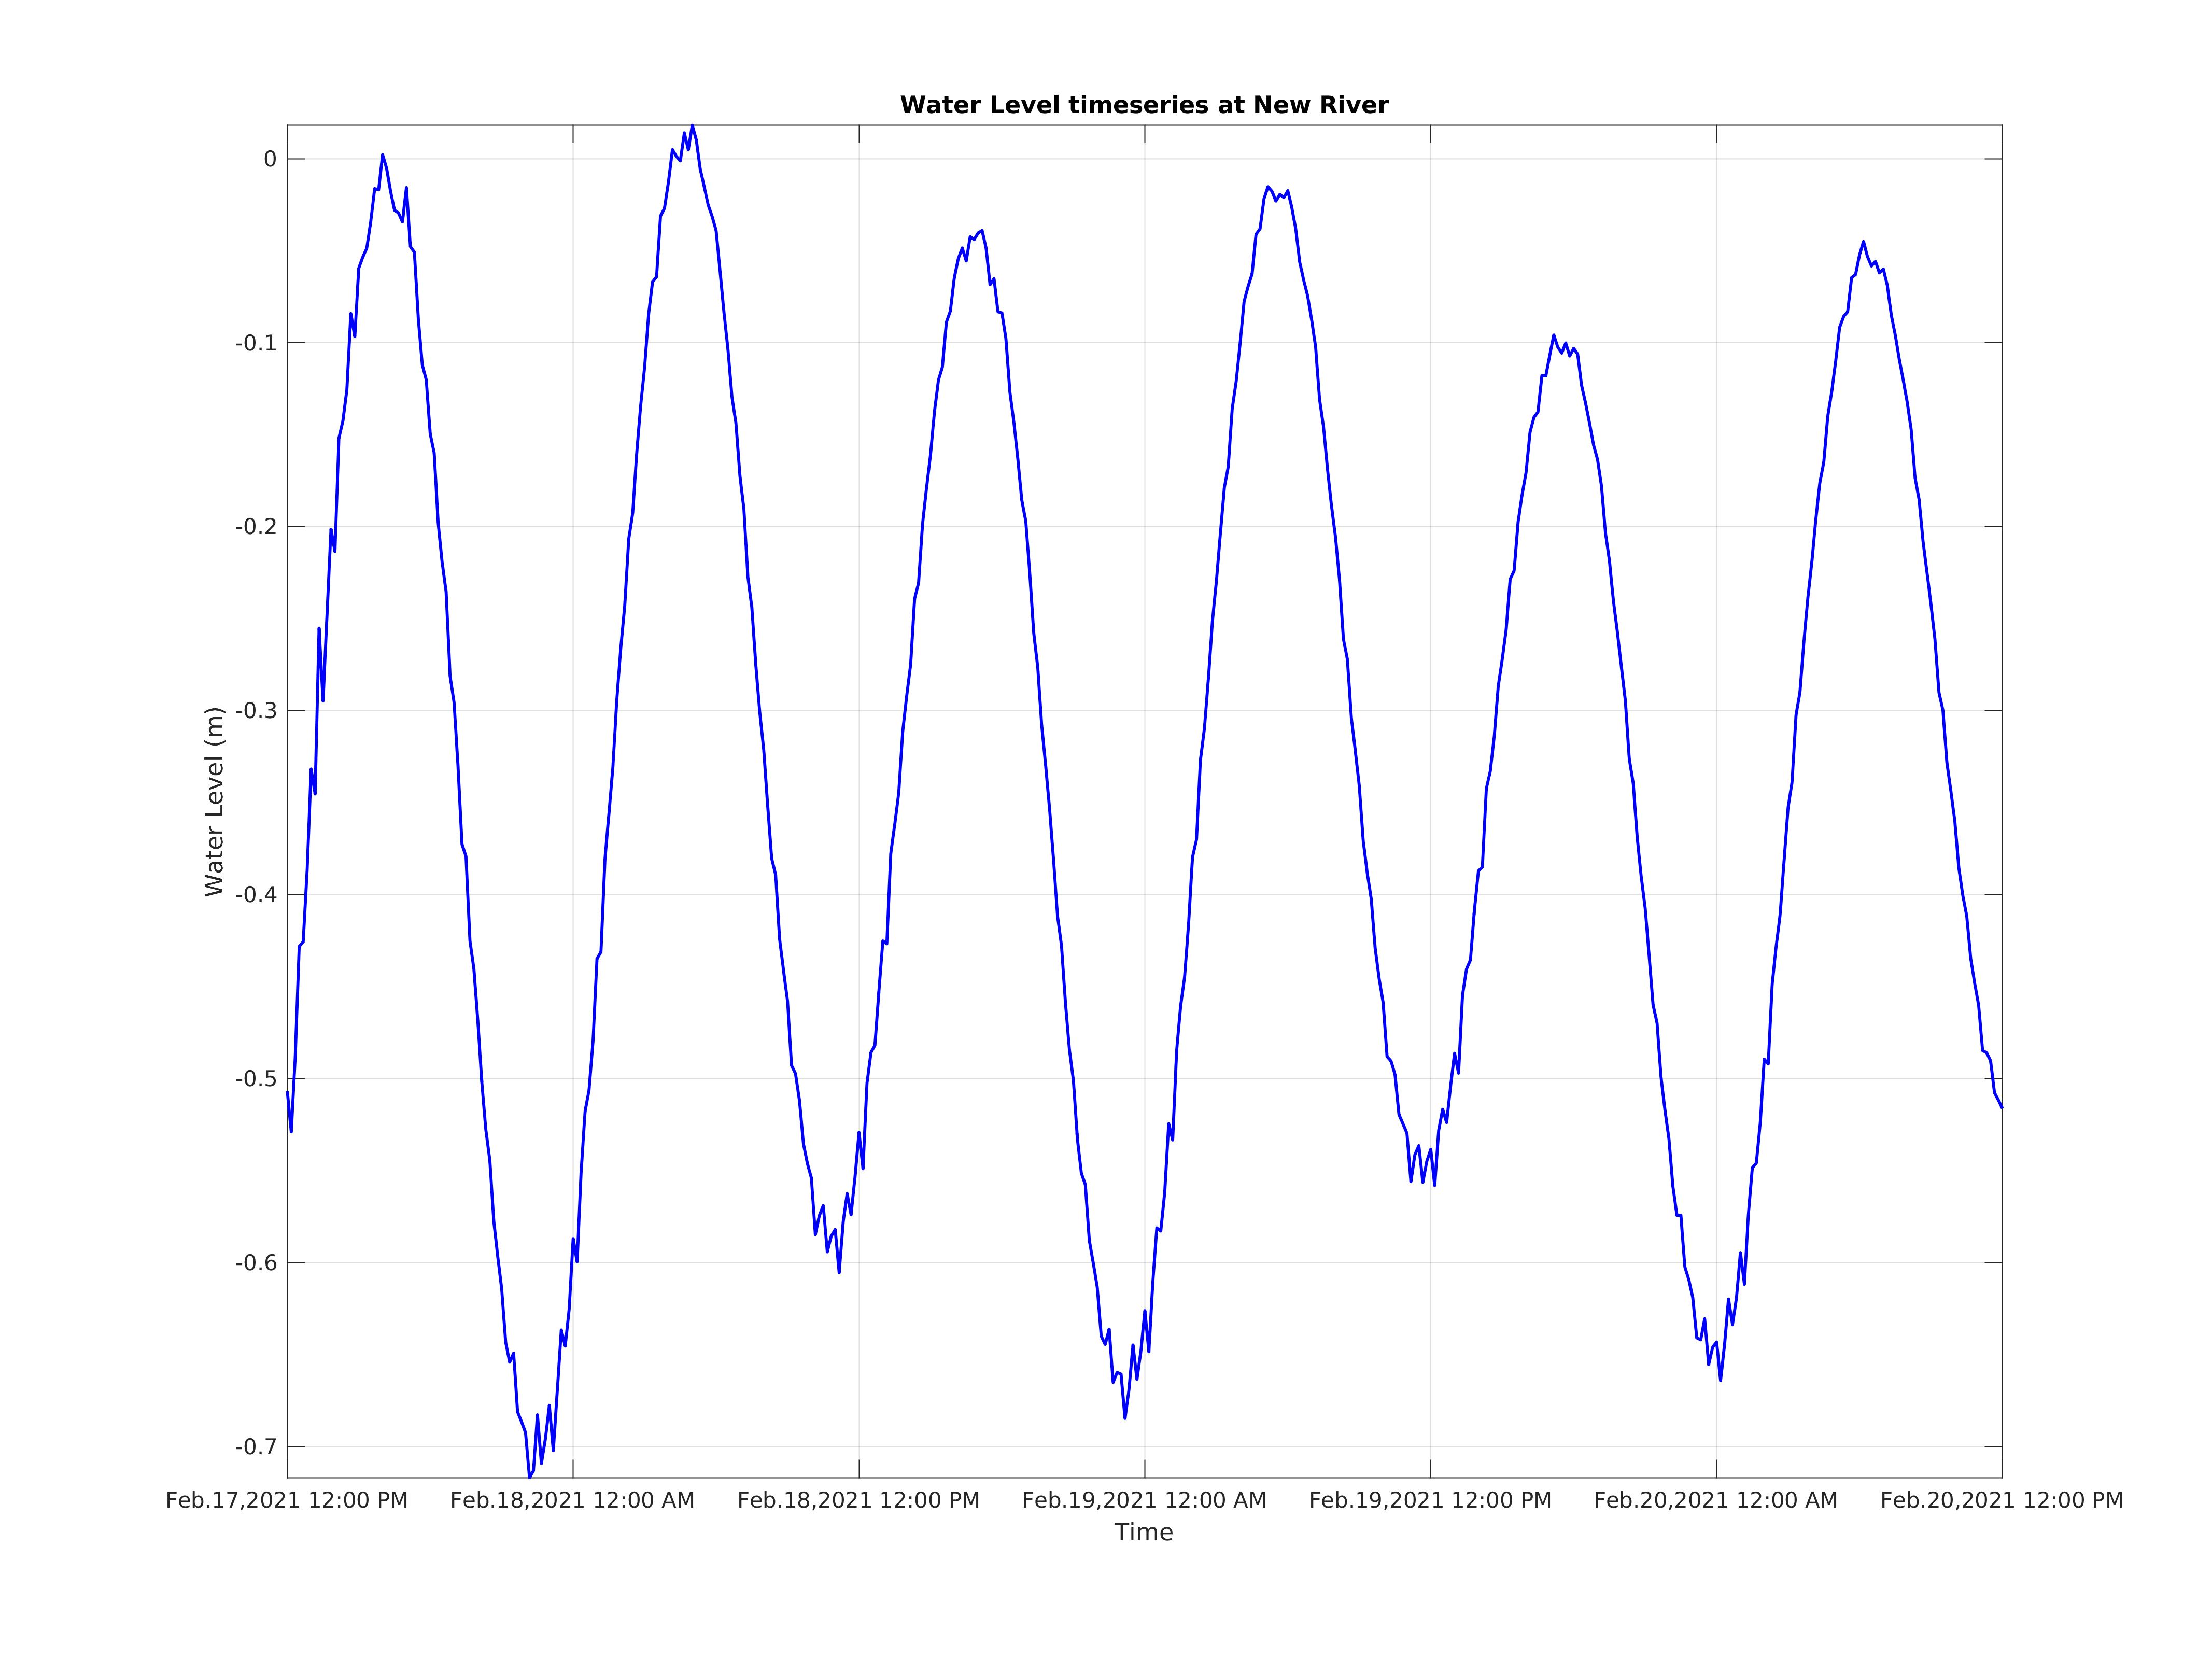 Water Level timeseries at New River
0
-0.1
-0.2
-0.3
-0.4
-0.5
-0.6
-0.7
Water Level (m)
Feb.17,2021 12:00 PM Feb.18,2021 12:00 AM Feb.18,2021 12:00 PM Feb.19,2021 12:00 AM Feb.19,2021 12:00 PM Feb.20,2021 12:00 AM Feb.20,2021 12:00 PM
Time